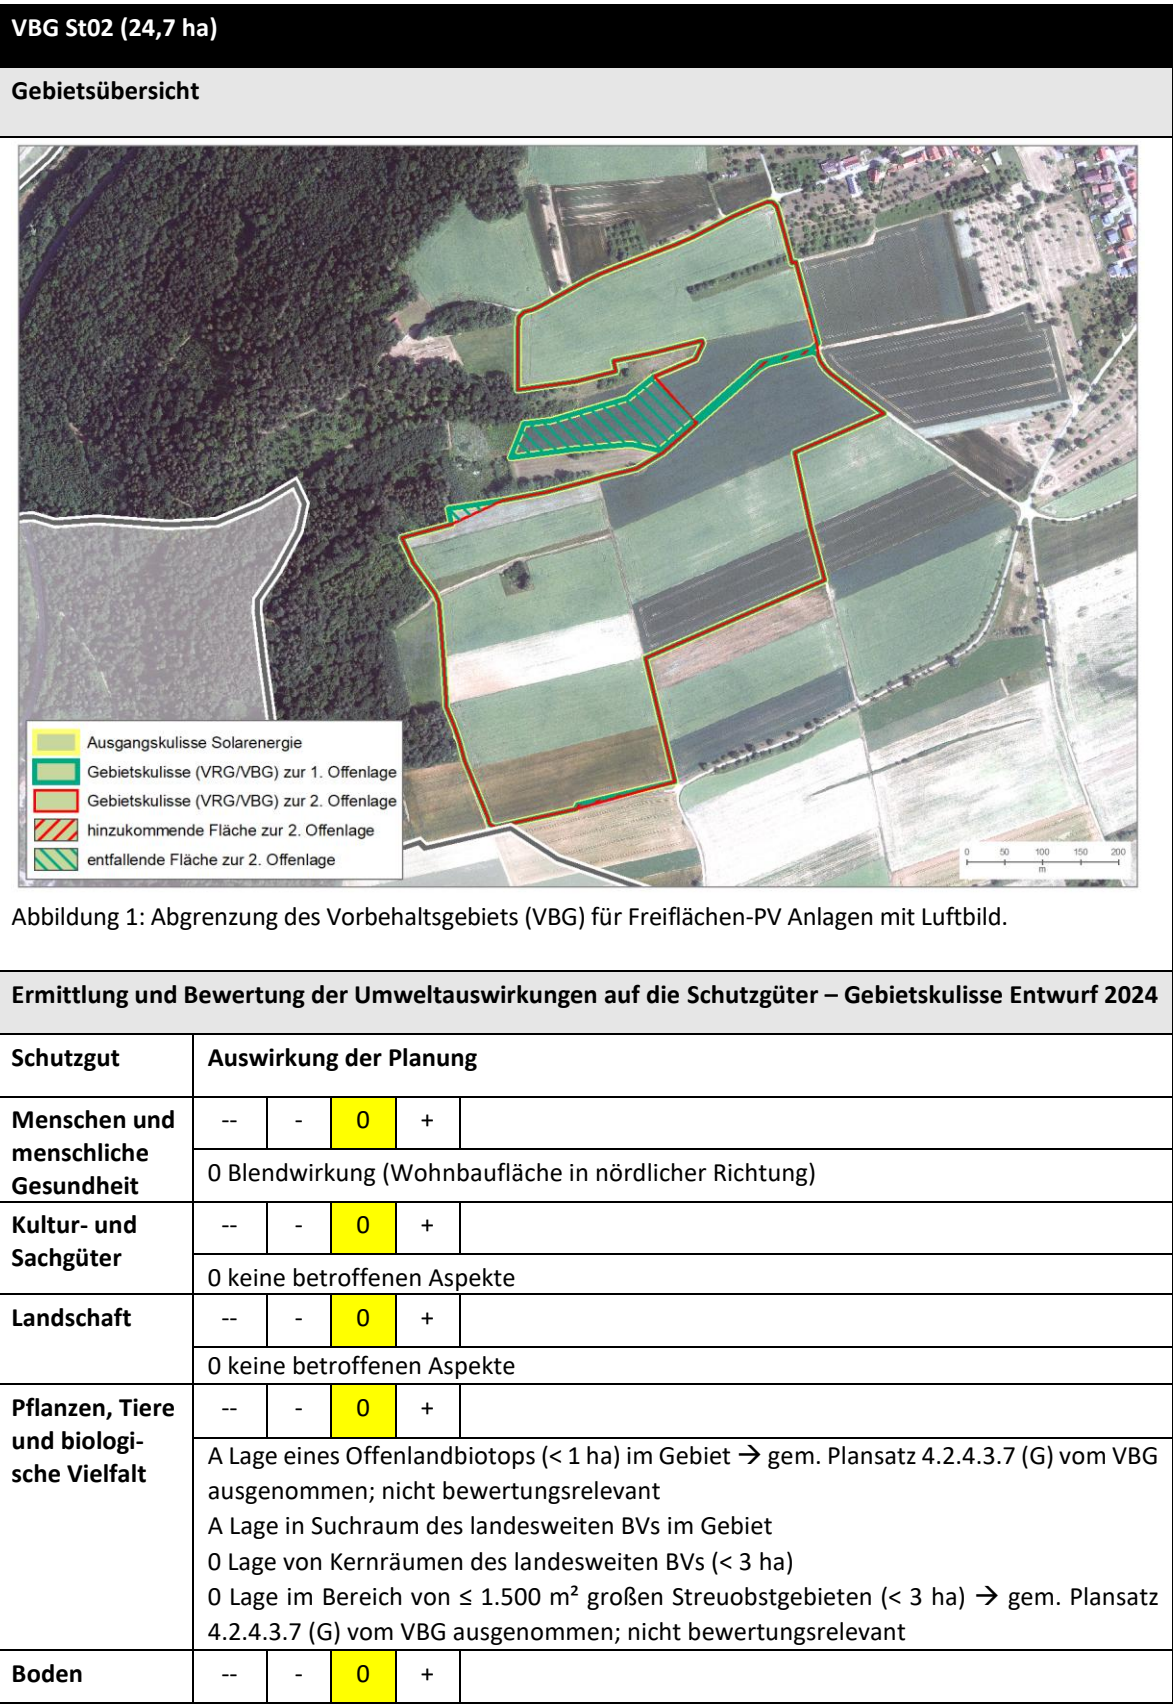 VBG St02 (24,7 ha)
Gebietsübersicht
Ausgangskulisse Solarenergie
Gebietskulisse (VRG/VBG) zur 1. Offenlage
Gebietskulisse (VRG/VBG) zur 2. Offenlage
hinzukommende Fläche zur 2. Offenlage
entfallende Fläche zur 2. Offenlage
0 50 100 150 200
m
Abbildung 1: Abgrenzung des Vorbehaltsgebiets (VBG) für Freiflächen-PV Anlagen mit Luftbild.
Ermittlung und Bewertung der Umweltauswirkungen auf die Schutzgüter – Gebietskulisse Entwurf 2024
Schutzgut Auswirkung der Planung
Menschen und
menschliche
Gesundheit
-- - 0 +
0 Blendwirkung (Wohnbaufläche in nördlicher Richtung)
Kultur- und
Sachgüter
-- - 0 +
0 keine betroffenen Aspekte
Landschaft
-- - 0 +
0 keine betroffenen Aspekte
Pflanzen, Tiere
und biologi-
sche Vielfalt
-- - 0 +
A Lage eines Offenlandbiotops (< 1 ha) im Gebiet → gem. Plansatz 4.2.4.3.7 (G) vom VBG
ausgenommen; nicht bewertungsrelevant
A Lage in Suchraum des landesweiten BVs im Gebiet
0 Lage von Kernräumen des landesweiten BVs (< 3 ha)
0 Lage im Bereich von ≤ 1.500 m² großen Streuobstgebieten (< 3 ha) → gem. Plansatz
4.2.4.3.7 (G) vom VBG ausgenommen; nicht bewertungsrelevant
Boden
-- - 0 +